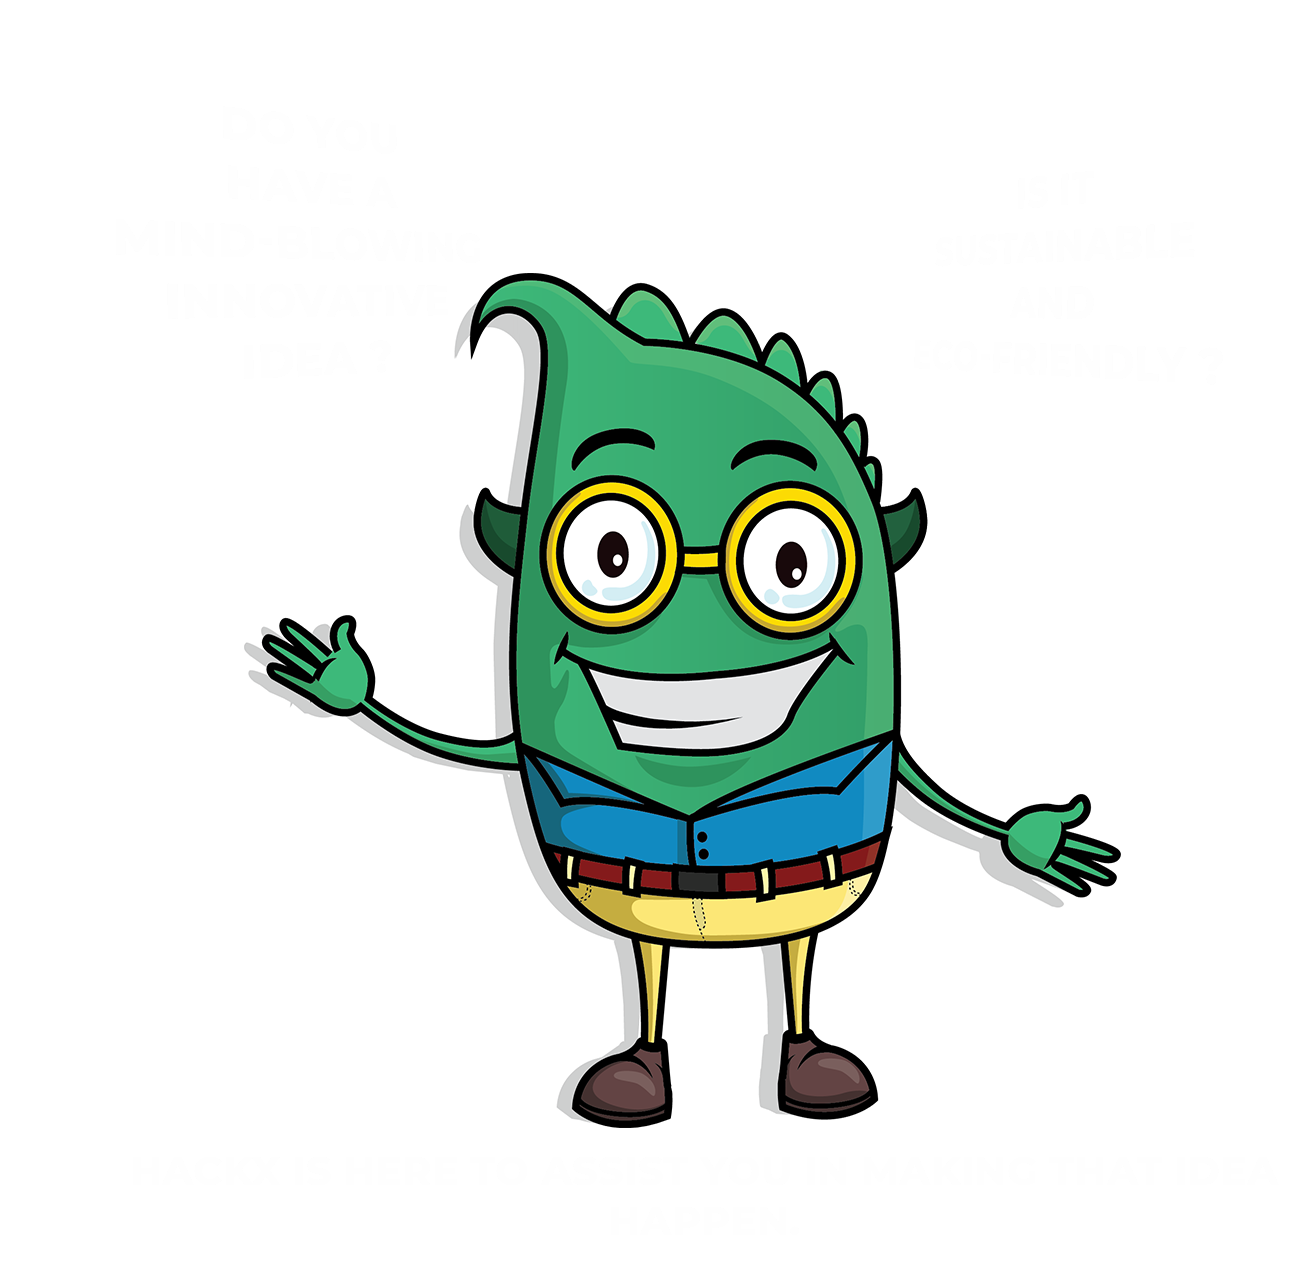 DO YOU
HAVE A
MIND-BLOWING
INNOVATIVE
IDEA ?
IS IT
SUSTAINABLE
AND
ECO-FRIENDLY ?
IS HERE TO ASSIST YOU IN MAKING THAT IDEA
HAPPEN.